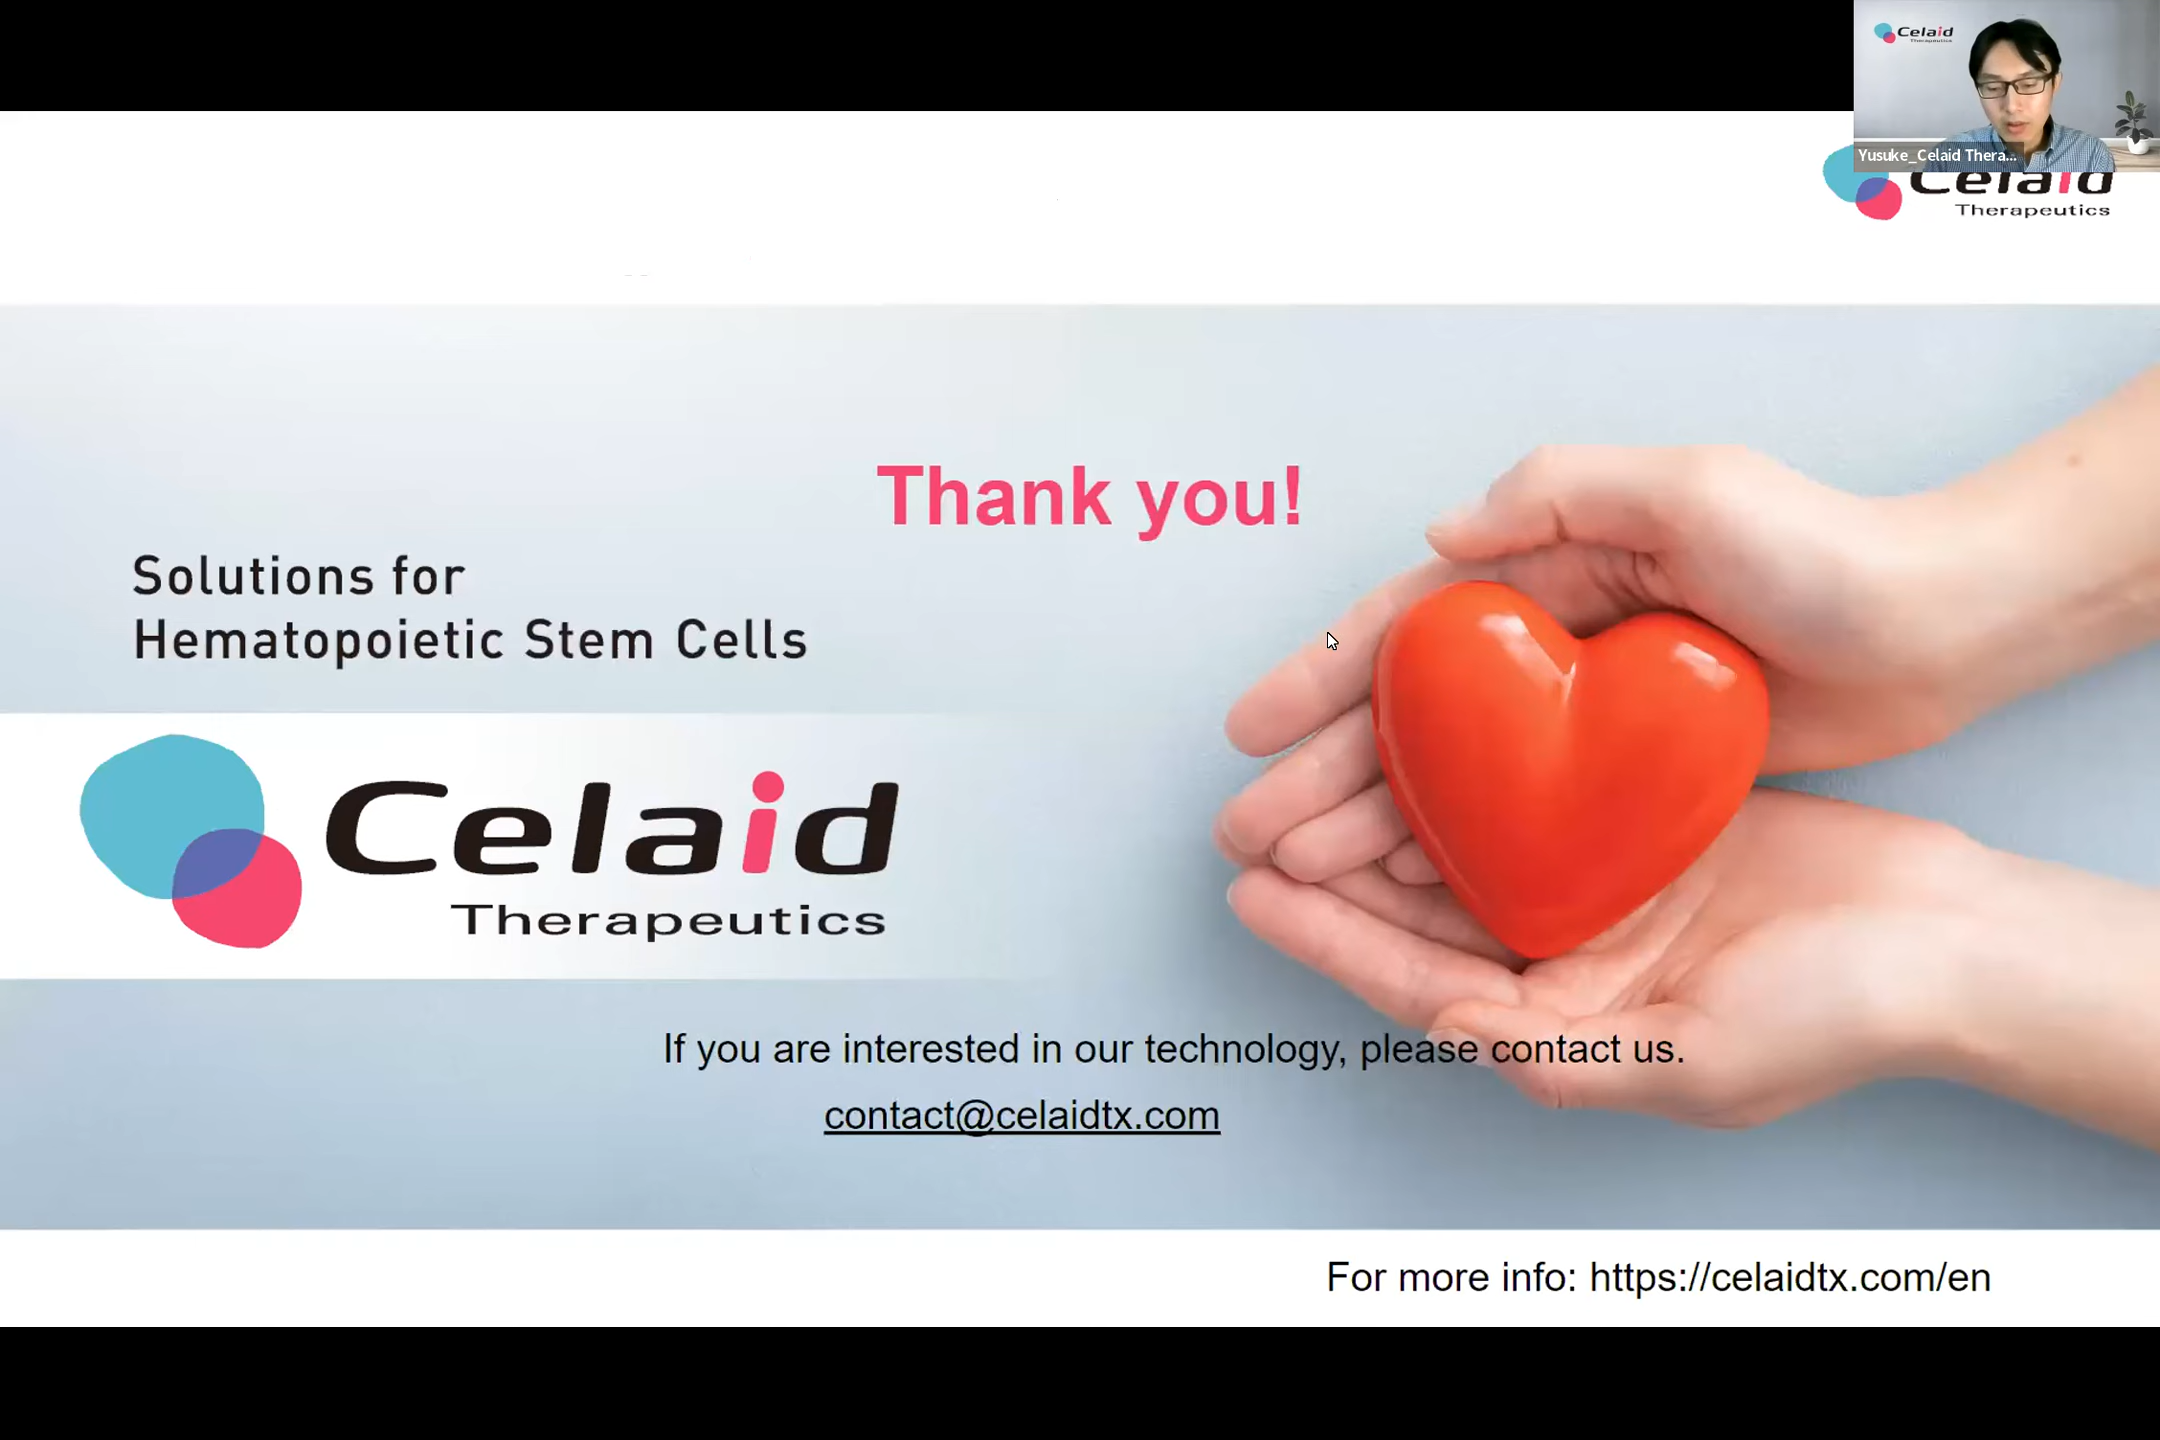 Celaid
Therapeutics
Yusuke_Celaid Thera...
Celaid
Therapeutics
Thank you!
Solutions for
Hematopoietic Stem Cells
Celaid
Therapeutics
If you are interested in our technology, please contact us.
contact@celaidtx.com
For more info: https://celaidtx.com/en